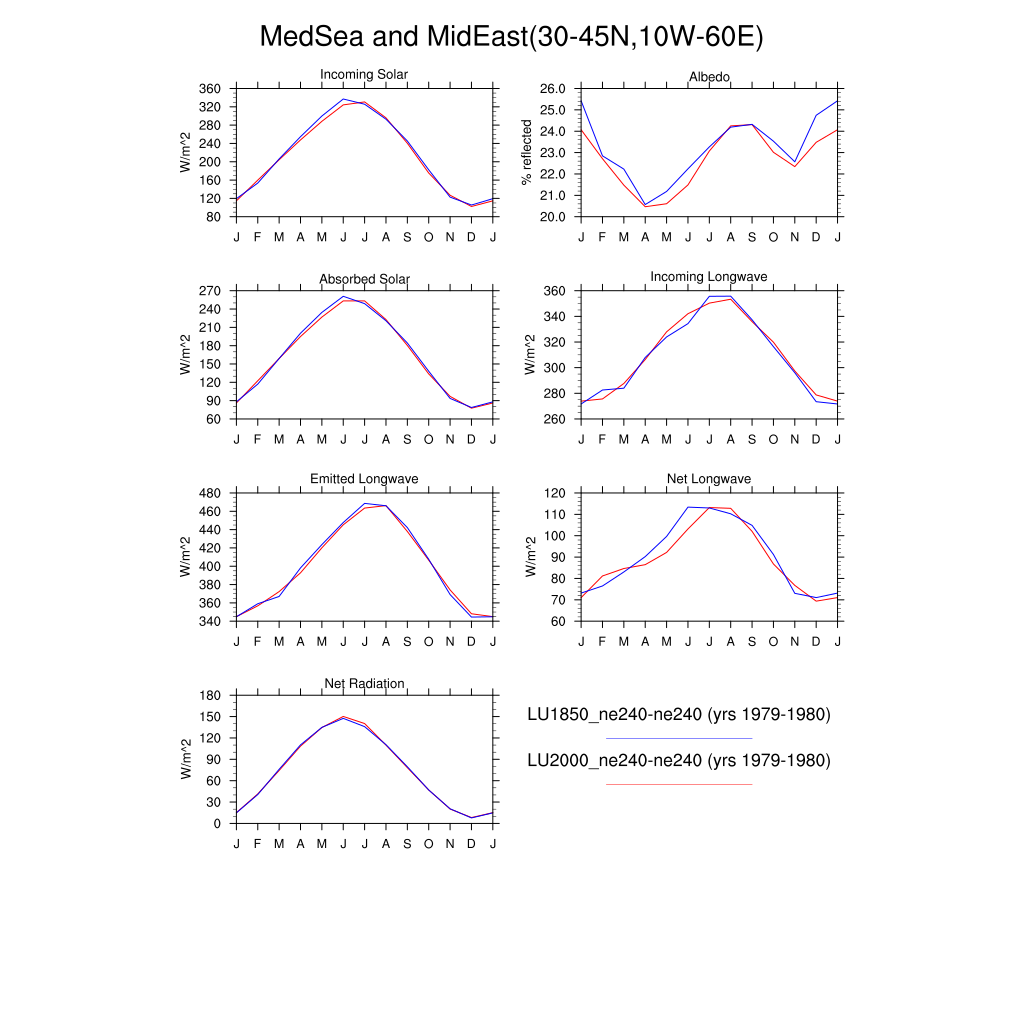 MedSea and MidEast(30-45N,10W-60E)
Incoming Solar
W/m^2
360
320
280
240
200
160
120
80
J F M A M J J A S O N D J
Albedo
% reflected
26.0
25.0
24.0
23.0
22.0
21.0
20.0
J F M A M J J A S O N D J
Absorbed Solar
W/m^2
270
240
210
180
150
120
90
60
J F M A M J J A S O N D J
Incoming Longwave
W/m^2
360
340
320
300
280
260
J F M A M J J A S O N D J
Emitted Longwave
W/m^2
480
460
440
420
400
380
360
340
J F M A M J J A S O N D J
Net Longwave
W/m^2
120
110
100
90
80
70
60
J F M A M J J A S O N D J
Net Radiation
W/m^2
180
150
120
90
60
30
0
J F M A M J J A S O N D J
LU1850_ne240-ne240 (yrs 1979-1980)
LU2000_ne240-ne240 (yrs 1979-1980)